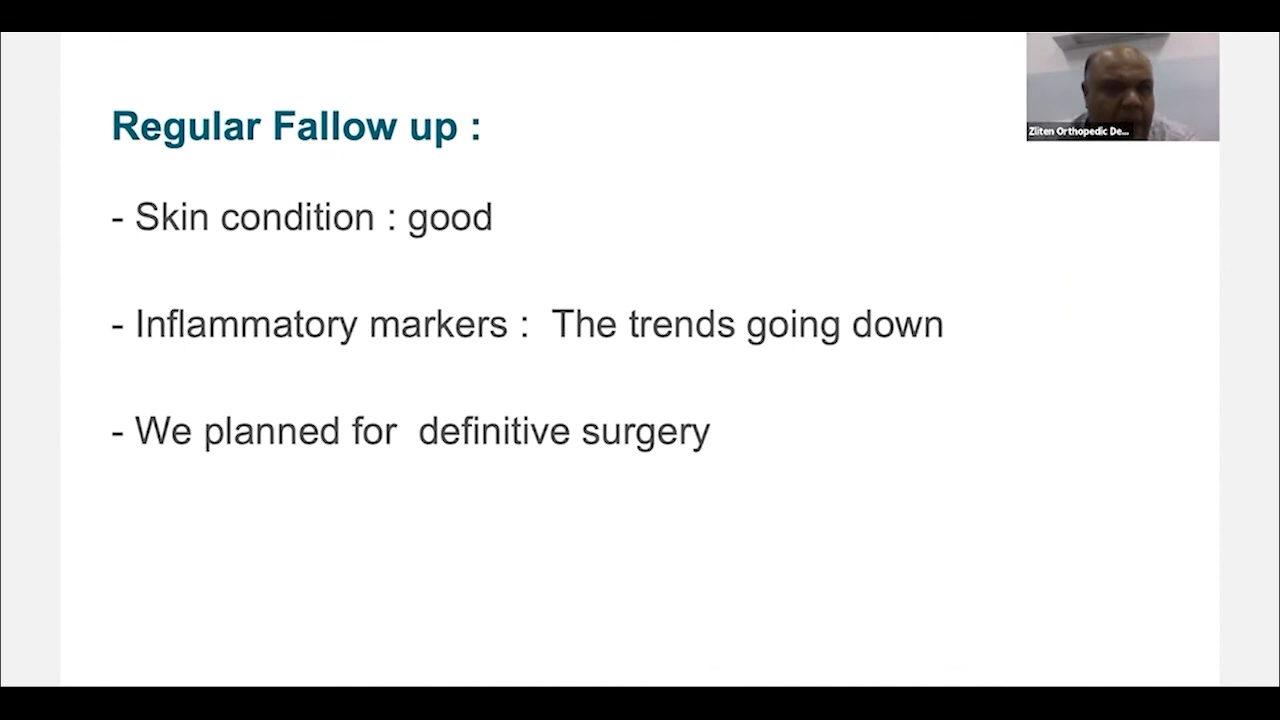 Regular Fallow up :
- Skin condition : good
- Inflammatory markers : The trends going down
- We planned for definitive surgery
Zliten Orthopedic De...